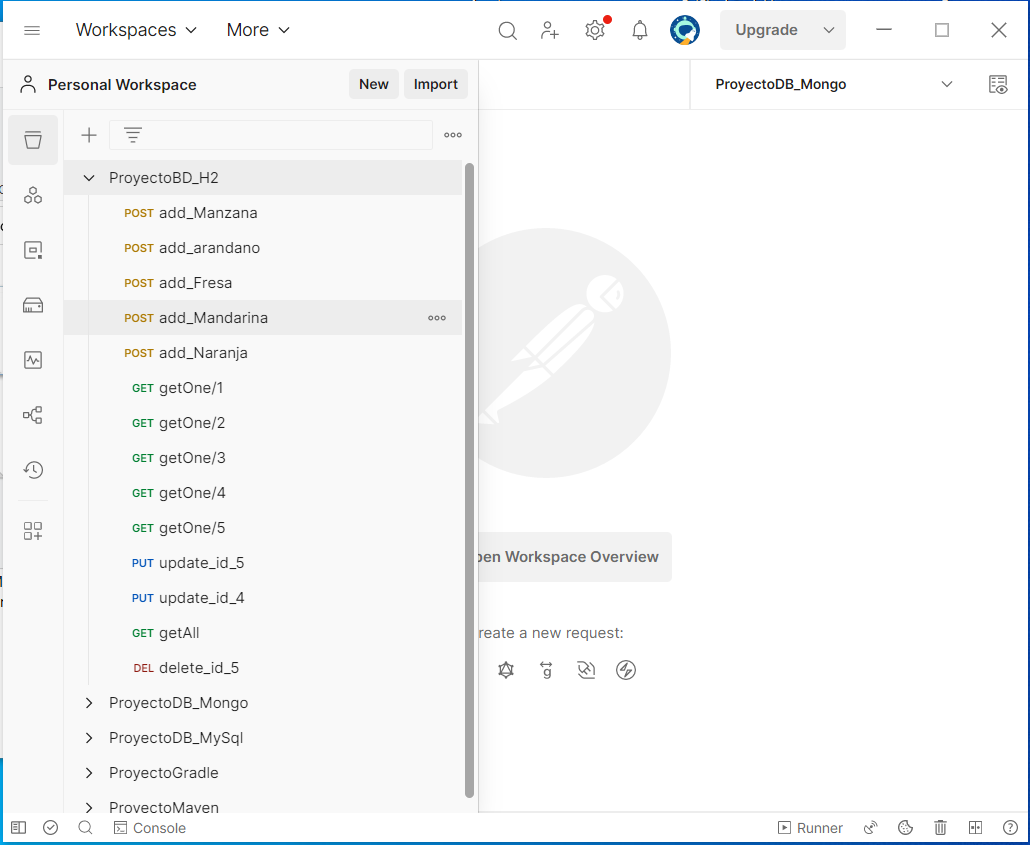 Workspaces More Upgrade
Personal Workspace New Import ProyectoDB_Mongo
ProyectoBD_H2
POST add_Manzana
POST add_arandano
POST add_Fresa
POST add_Mandarina
POST add_Naranja
GET getOne/1
GET getOne/2
GET getOne/3
GET getOne/4
GET getOne/5
PUT update_id_5
PUT update_id_4
GET getAll
DEL delete_id_5
ProyectoDB_Mongo
ProyectoDB_MySql
ProyectoGradle
ProyectoMaven
pen Workspace Overview
reate a new request:
Console Runner